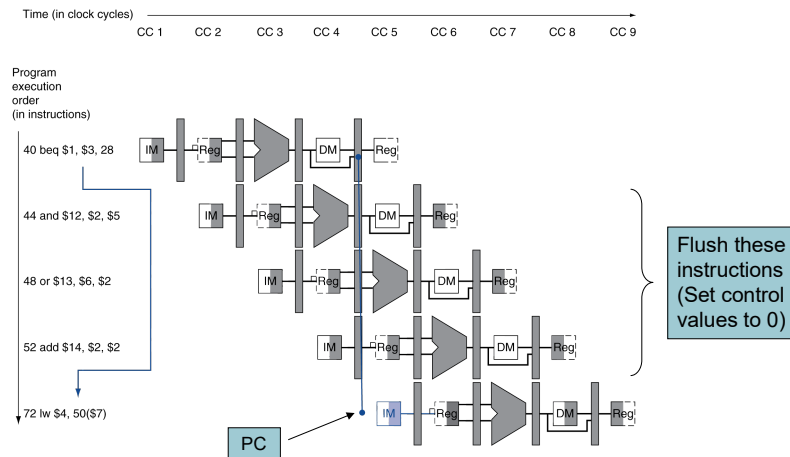 Time (in clock cycles)
CC 1 CC 2 CC 3 CC 4 CC 5 CC 6 CC 7 CC 8 CC 9
Program
execution
order
(in instructions)
40 beq $1, $3, 28
IM Reg DM Reg
44 and $12, $2, $5
IM Reg DM Reg
48 or $13, $6, $2
IM Reg DM Reg
52 add $14, $2, $2
IM Reg DM Reg
72 lw $4, 50($7)
IM Reg DM Reg
Flush these
instructions
(Set control
values to 0)
PC